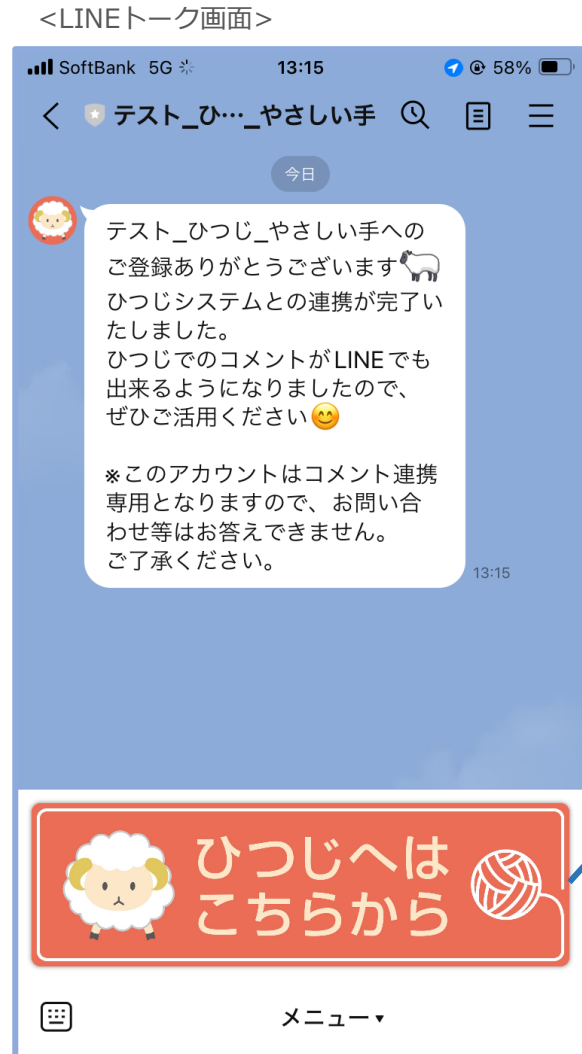 <LINEトーク画面>
SoftBank 5G 13:15 58%
テスト_ひ…_やさしい手
今日
テスト_ひつじ_やさしい手への
ご登録ありがとうございます🐑
ひつじシステムとの連携が完了い
たしました。
ひつじでのコメントがLINEでも
出来るようになりましたので、
ぜひご活用ください😊
※このアカウントはコメント連携
専用となりますので、お問い合
わせ等はお答えできません。
ご了承ください。
13:15
ひつじへは
こちらから
メニュー▾